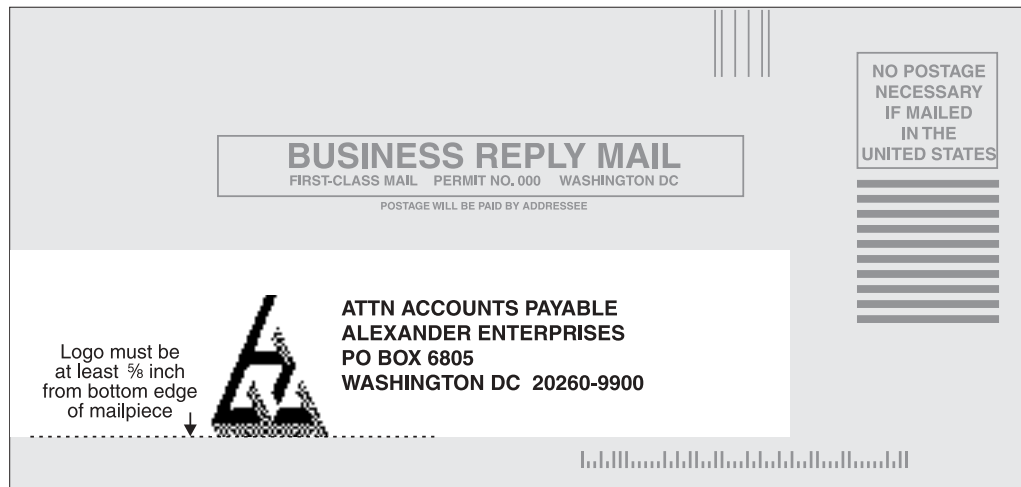 NO POSTAGE
NECESSARY
IF MAILED
IN THE
UNITED STATES
BUSINESS REPLY MAIL
FIRST-CLASS MAIL PERMIT NO. 000 WASHINGTON DC
POSTAGE WILL BE PAID BY ADDRESSEE
ATTN ACCOUNTS PAYABLE
ALEXANDER ENTERPRISES
PO BOX 6805
WASHINGTON DC 20260-9900
Logo must be
at least ⅝ inch
from bottom edge
of mailpiece